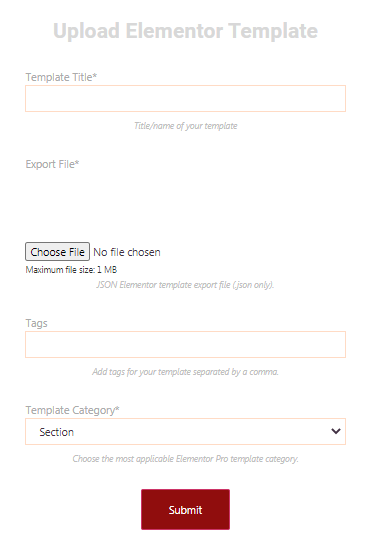 Upload Elementor Template
Template Title*
Title/name of your template
Export File*
Choose File No file chosen
Maximum file size: 1 MB
JSON Elementor template export file (.json only).
Tags
Add tags for your template separated by a comma.
Template Category*
Section
Choose the most applicable Elementor Pro template category.
Submit